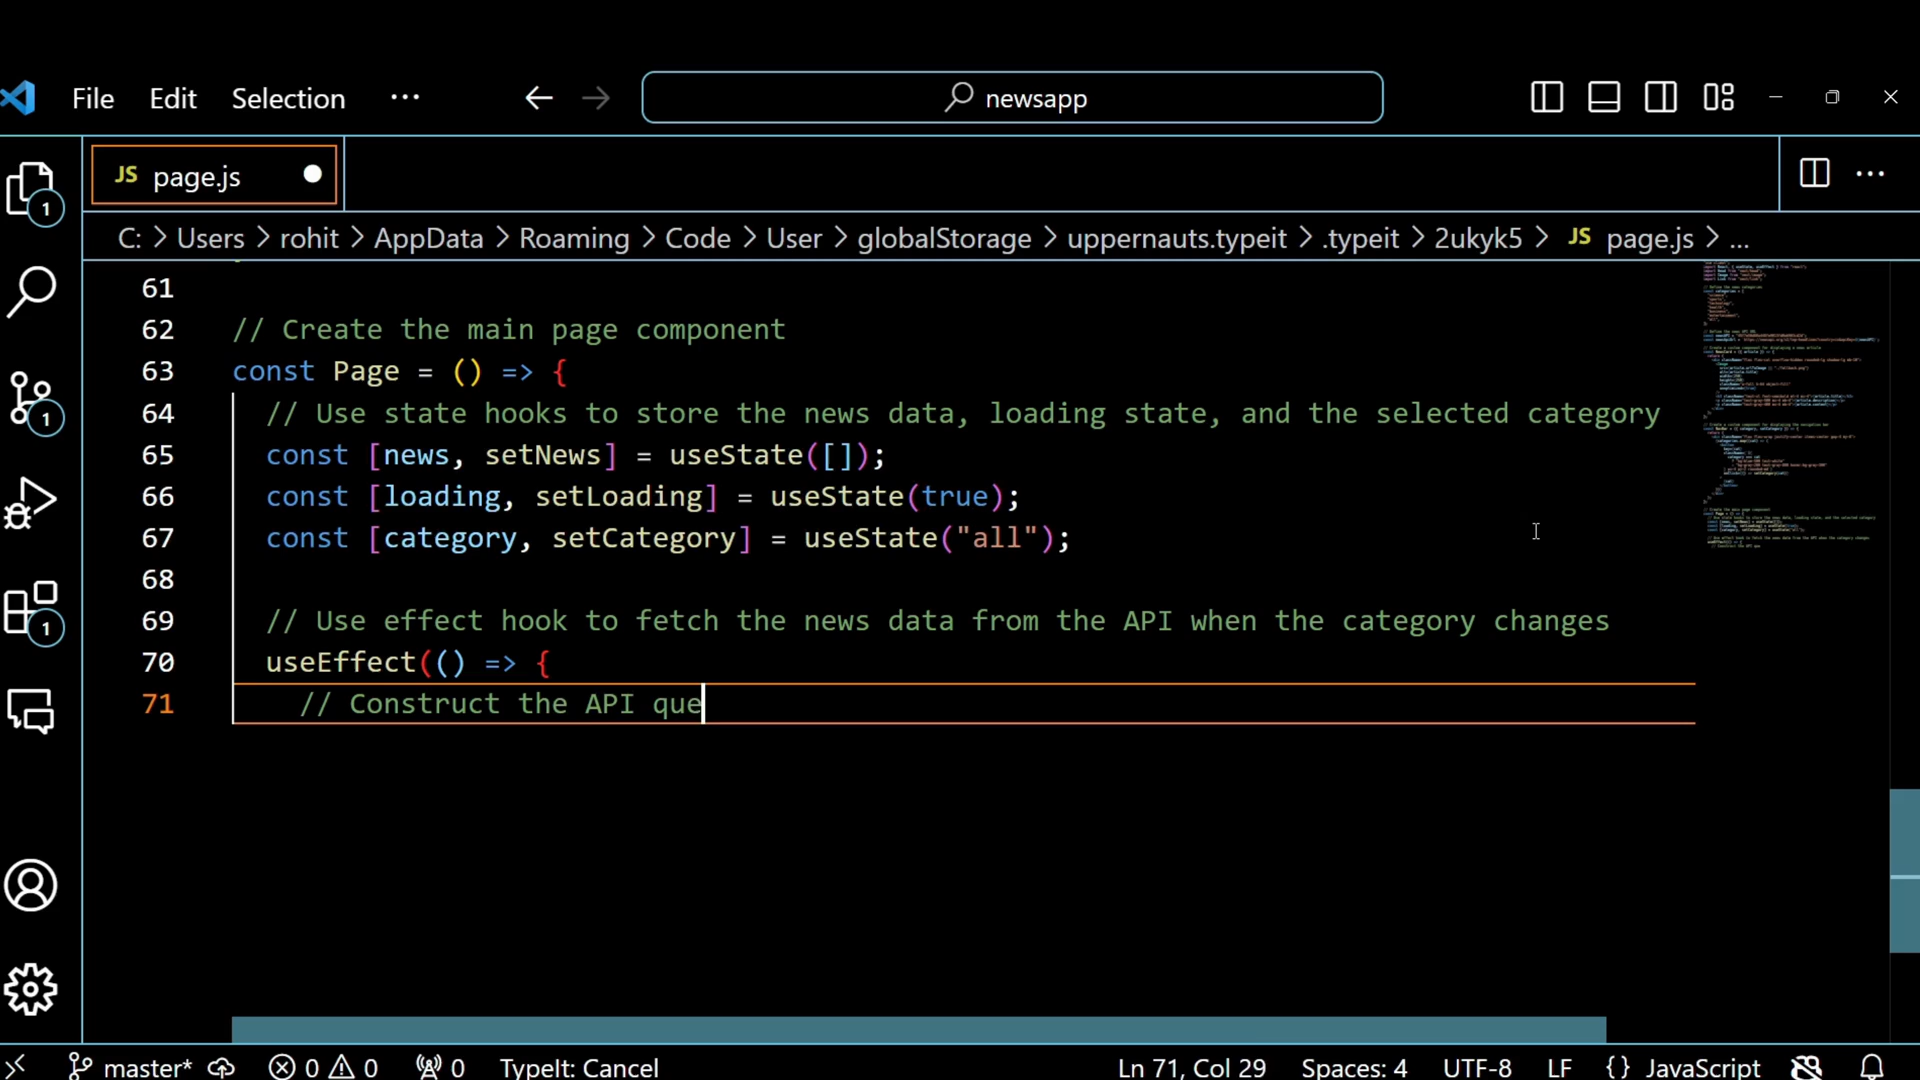 File Edit Selection ··· newsapp
JS page.js
C: > Users > rohit > AppData > Roaming > Code > User > globalStorage > uppernauts.typeit > .typeit > 2ukyk5 > JS page.js > ...
61
62 // Create the main page component
63 const Page = () => {
64 // Use state hooks to store the news data, loading state, and the selected category
65 const [news, setNews] = useState([]);
66 const [loading, setLoading] = useState(true);
67 const [category, setCategory] = useState("all");
68
69 // Use effect hook to fetch the news data from the API when the category changes
70 useEffect(() => {
71 // Construct the API que
1
1
1
master* 0 0 0 TypeIt: Cancel Ln 71, Col 29 Spaces: 4 UTF-8 LF {} JavaScript